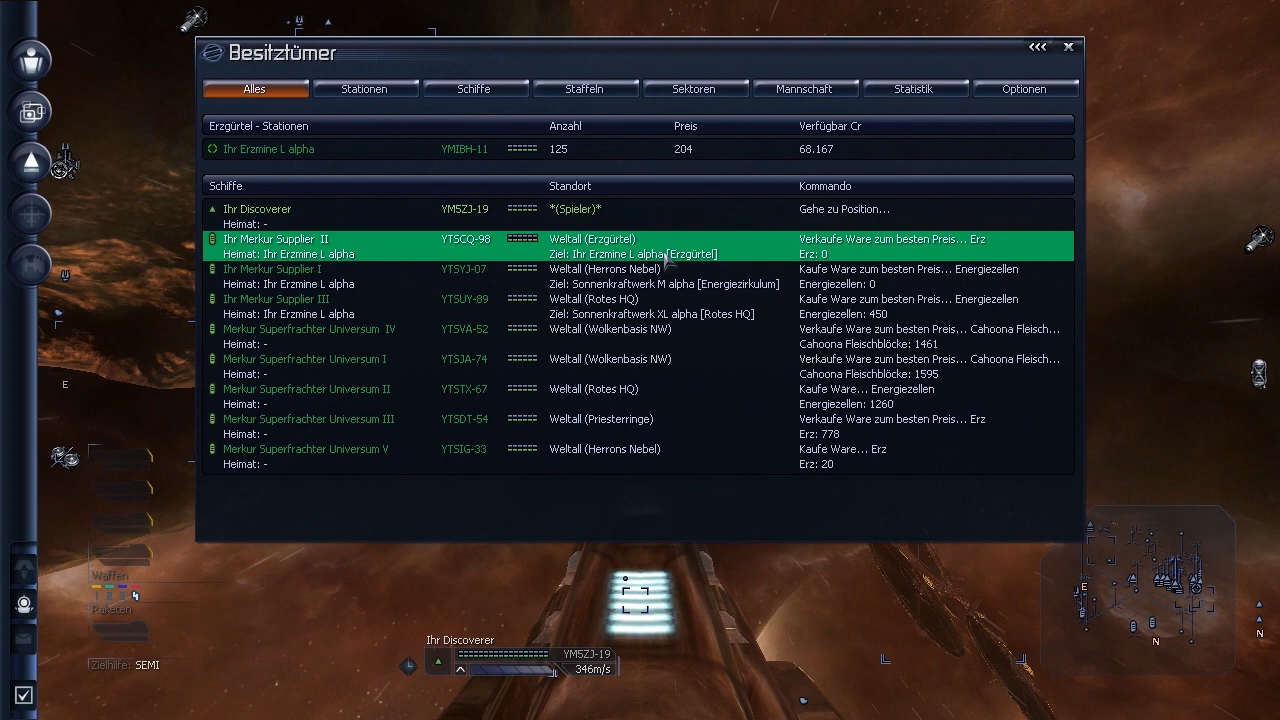 Besitztümer
Alles Stationen Schiffe Staffeln Sektoren Mannschaft Statistik Optionen
Erzgürtel - Stationen Anzahl Preis Verfügbar Cr
Ihr Erzmine L alpha YMIBH-11 125 204 68.167
Schiffe Standort Kommando
Ihr Discoverer YM5ZJ-19 *(Spieler)* Gehe zu Position...
Heimat: -
Ihr Merkur Supplier II YTSCQ-98 Weltall (Erzgürtel) Verkaufe Ware zum besten Preis... Erz
Heimat: Ihr Erzmine L alpha Ziel: Ihr Erzmine L alpha [Erzgürtel] Erz: 0
Ihr Merkur Supplier I YTSYJ-07 Weltall (Herrons Nebel) Kaufe Ware zum besten Preis... Energiezellen
Heimat: Ihr Erzmine L alpha Ziel: Sonnenkraftwerk M alpha [Energiezirkulum] Energiezellen: 0
Ihr Merkur Supplier III YTSUY-89 Weltall (Rotes HQ) Kaufe Ware zum besten Preis... Energiezellen
Heimat: Ihr Erzmine L alpha Ziel: Sonnenkraftwerk XL alpha [Rotes HQ] Energiezellen: 450
Merkur Superfrachter Universum IV YTSVA-52 Weltall (Wolkenbasis NW) Verkaufe Ware zum besten Preis... Cahoona Fleisch...
Heimat: - Cahoona Fleischblöcke: 1461
Merkur Superfrachter Universum I YTSJA-74 Weltall (Wolkenbasis NW) Verkaufe Ware zum besten Preis... Cahoona Fleisch...
Heimat: - Cahoona Fleischblöcke: 1595
Merkur Superfrachter Universum II YTSTX-67 Weltall (Rotes HQ) Kaufe Ware... Energiezellen
Heimat: - Energiezellen: 1260
Merkur Superfrachter Universum III YTSDT-54 Weltall (Priesterringe) Verkaufe Ware zum besten Preis... Erz
Heimat: - Erz: 778
Merkur Superfrachter Universum V YTSIG-33 Weltall (Herrons Nebel) Kaufe Ware... Erz
Heimat: - Erz: 20
E
Waffen
1 2 3 4
Raketen
Zielhilfe: SEMI
Ihr Discoverer
YM5ZJ-19
346m/s
E
N
N